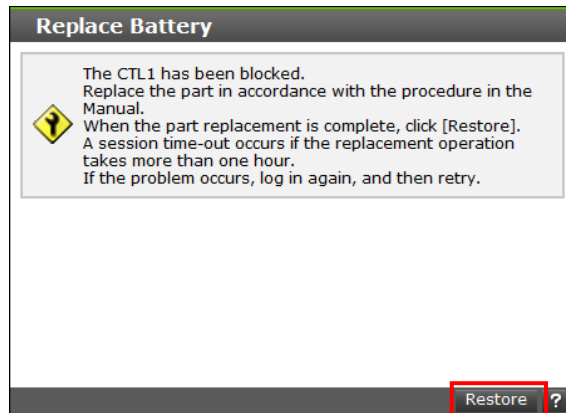 Replace Battery
The CTL1 has been blocked.
Replace the part in accordance with the procedure in the
Manual.
When the part replacement is complete, click [Restore].
A session time-out occurs if the replacement operation
takes more than one hour.
If the problem occurs, log in again, and then retry.
Restore ?